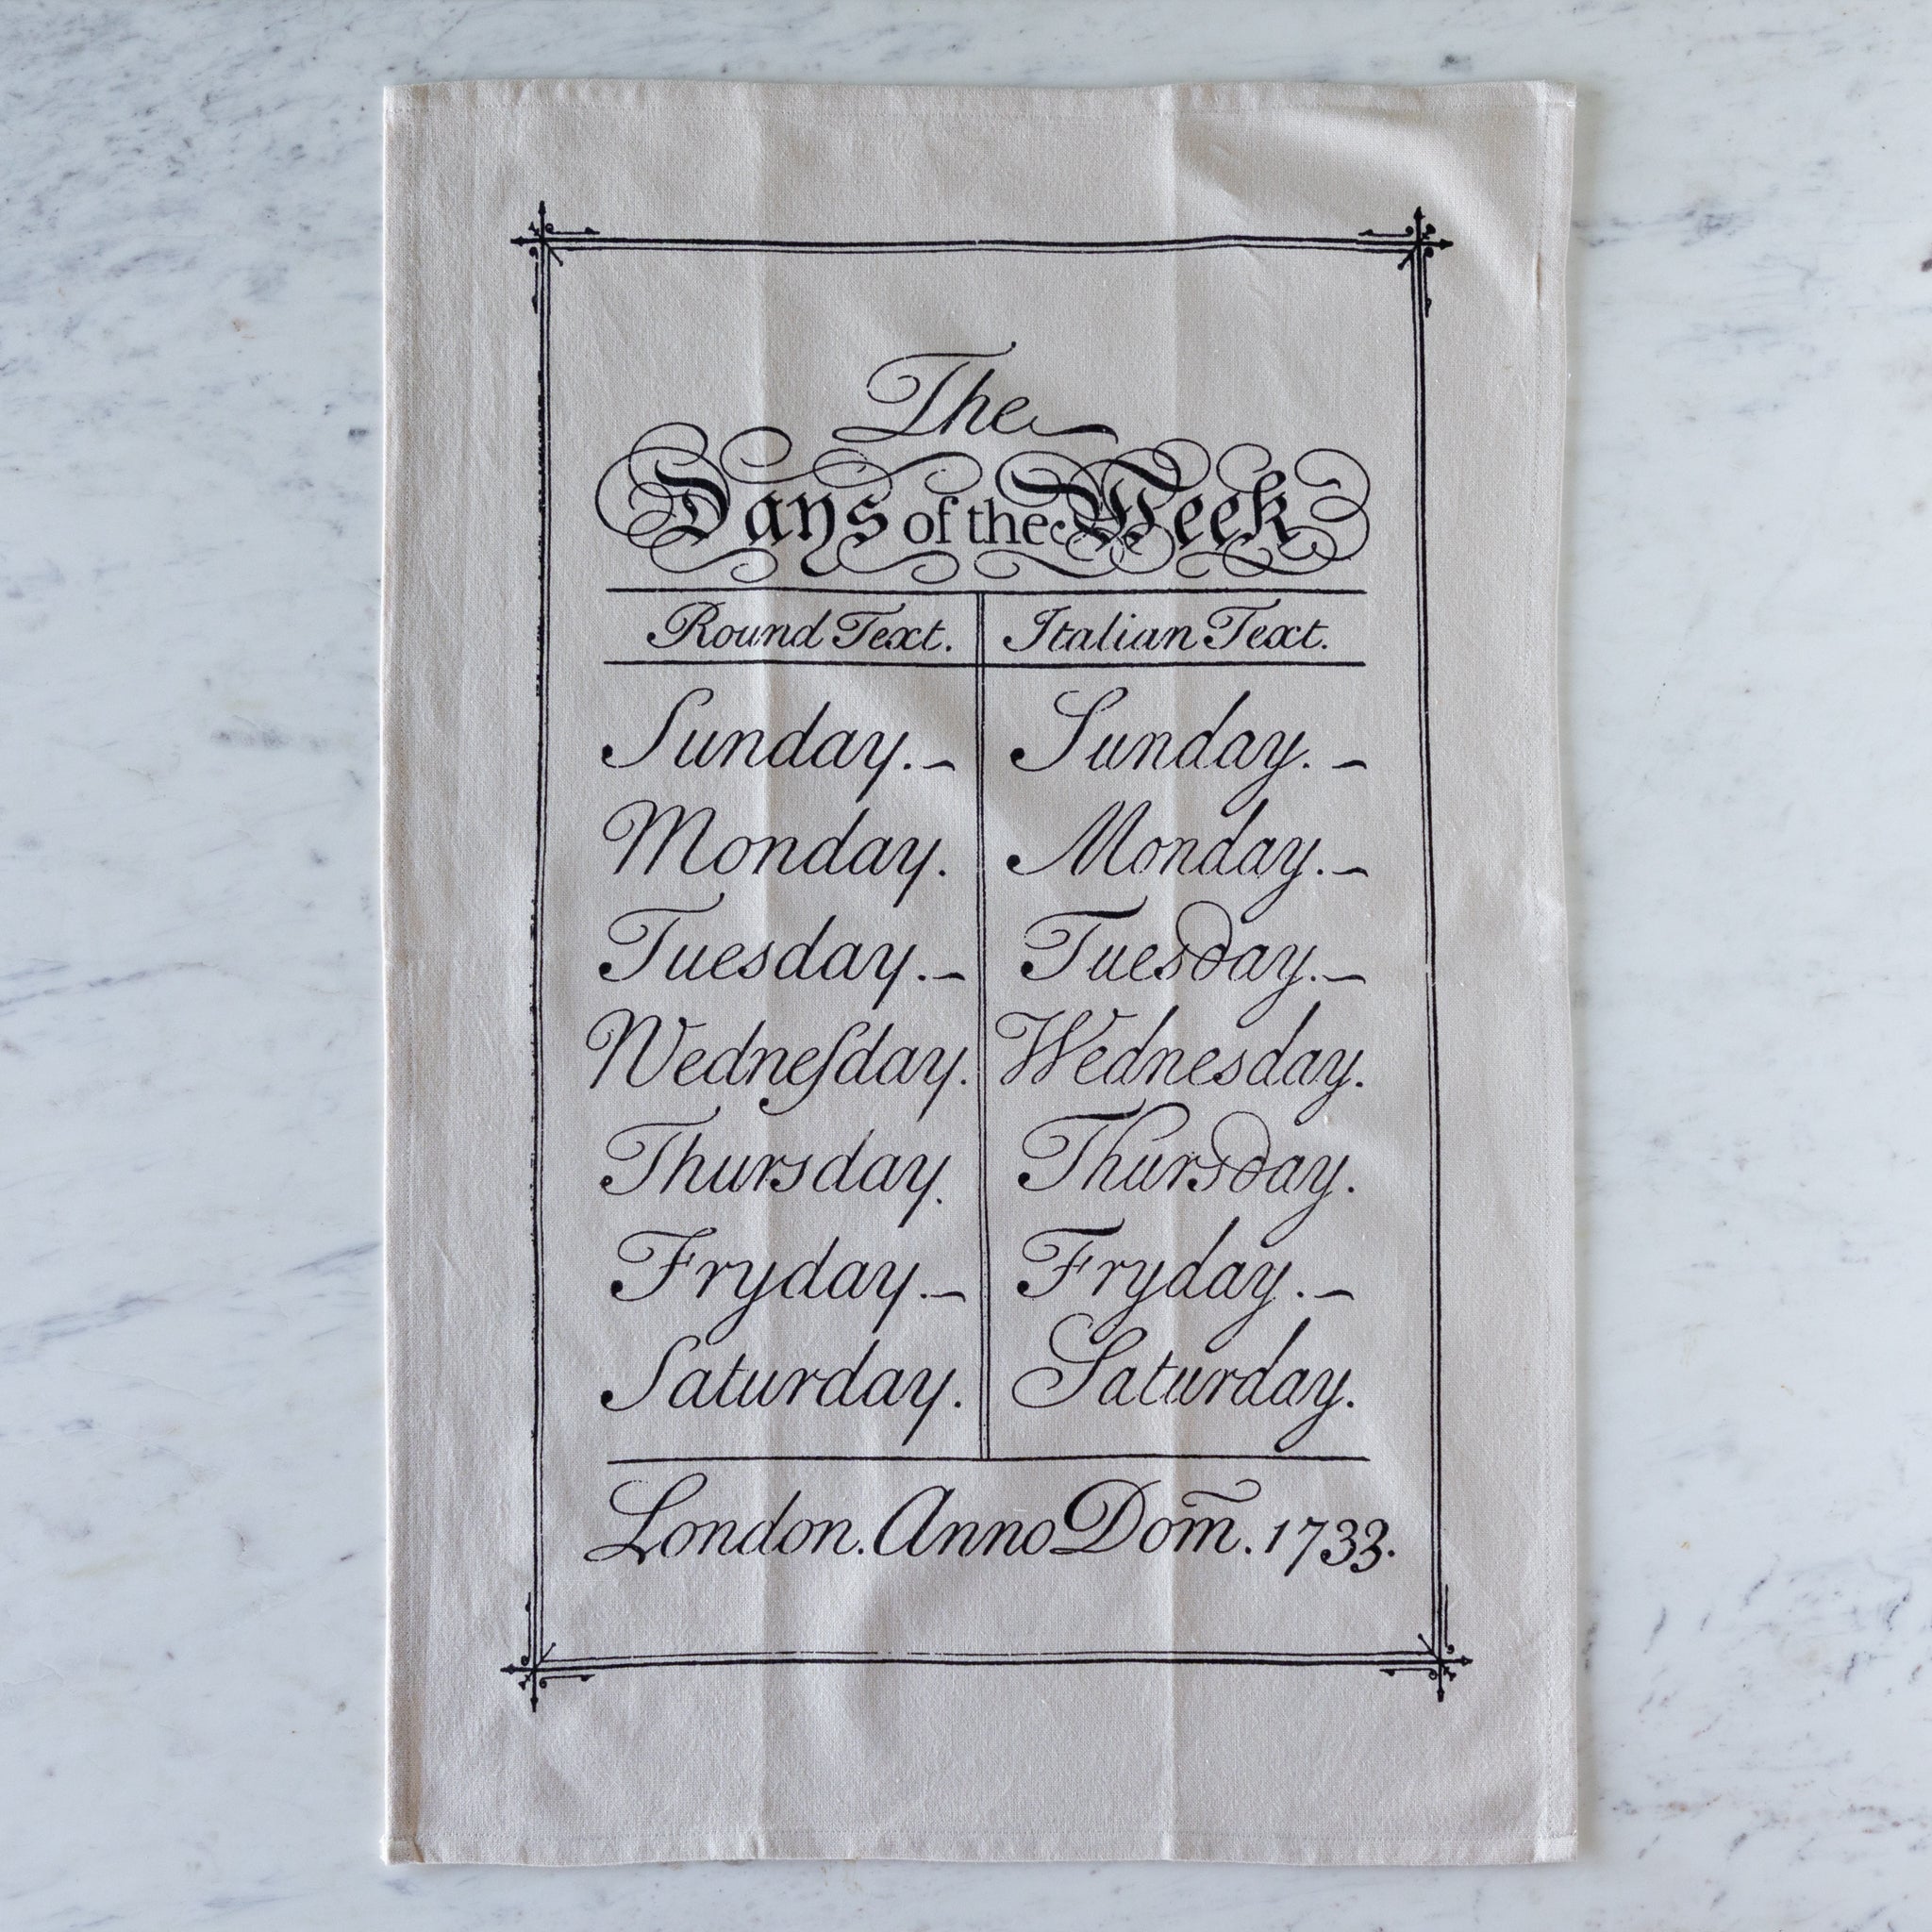 The
Days of the Week
Round Text. Italian Text.
Sunday. – Sunday. –
Monday. Monday. –
Tuesday. – Tuesday. –
Wedneſday. Wednesday.
Thursday. Thursday.
Fryday. – Fryday. –
Saturday. Saturday.
London. Anno Dom̅. 1733.